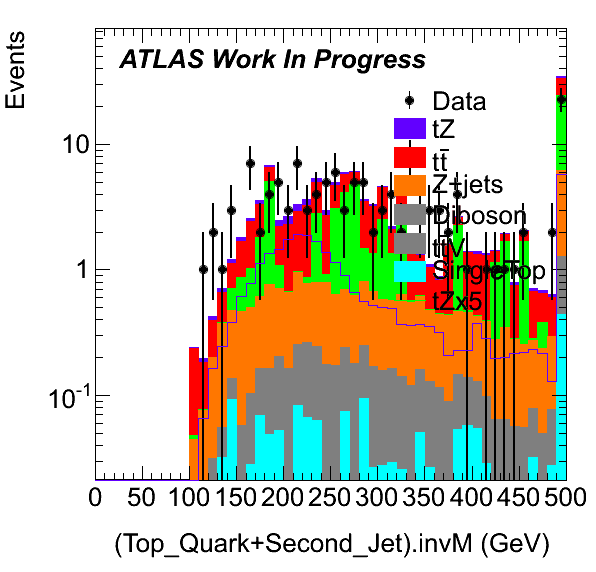 Events
ATLAS Work In Progress
Data
tZ
tt̄
Z+jets
Diboson
tt̄V
SingleTop
tZx5
10
1
10⁻¹
0 50 100 150 200 250 300 350 400 450 500
(Top_Quark+Second_Jet).invM (GeV)